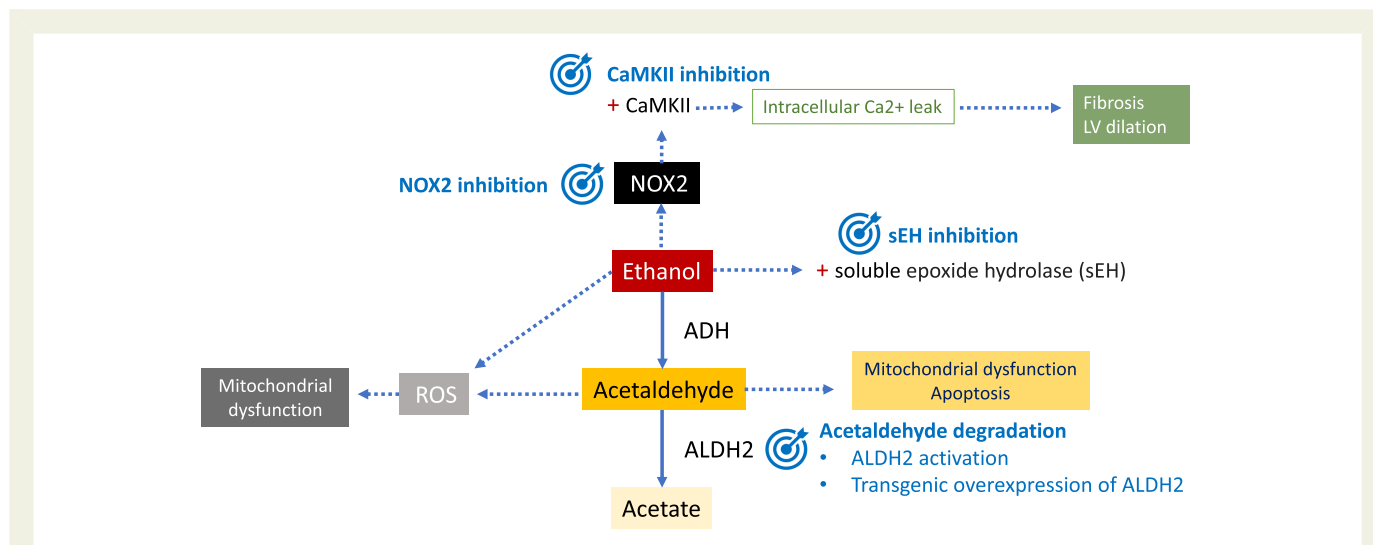 CaMKII inhibition
+ CaMKII
Intracellular Ca2+ leak
Fibrosis
LV dilation
NOX2 inhibition
NOX2
sEH inhibition
Ethanol
+ soluble epoxide hydrolase (sEH)
ADH
Mitochondrial
dysfunction
ROS
Acetaldehyde
Mitochondrial dysfunction
Apoptosis
ALDH2
Acetaldehyde degradation
• ALDH2 activation
• Transgenic overexpression of ALDH2
Acetate